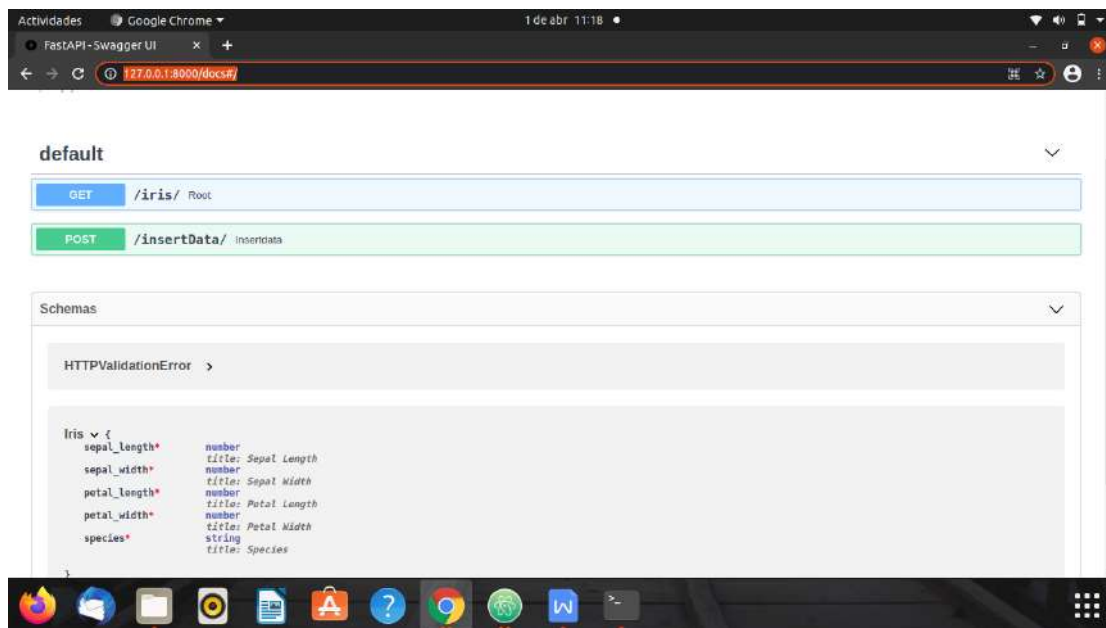 Actividades Google Chrome 1 de abr 11:18
FastAPI - Swagger UI
127.0.0.1:8000/docs#/
default
GET /iris/ Root
POST /insertData/ Insertdata
Schemas
HTTPValidationError
Iris {
sepal_length* number
title: Sepal Length
sepal_width* number
title: Sepal Width
petal_length* number
title: Petal Length
petal_width* number
title: Petal Width
species* string
title: Species
}